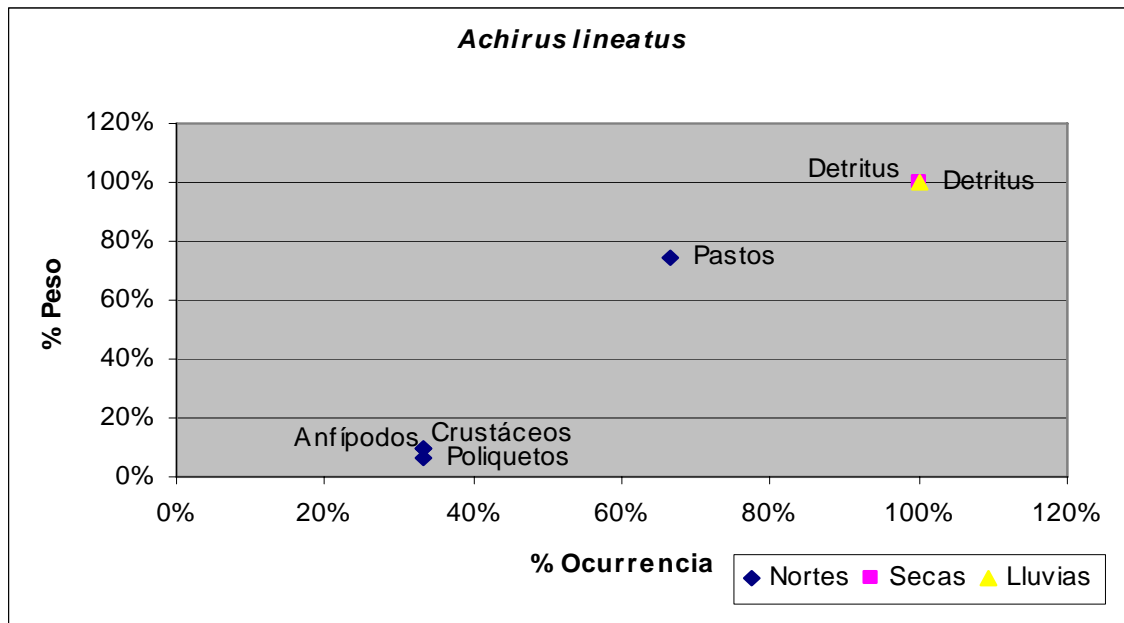 Achirus lineatus
120%
Detritus
100%
Detritus
80%
Pastos
% Peso
60%
40%
20%
Anfípodos
Crustáceos
Poliquetos
0%
0% 20% 40% 60% 80% 100% 120%
% Ocurrencia
Nortes Secas Lluvias